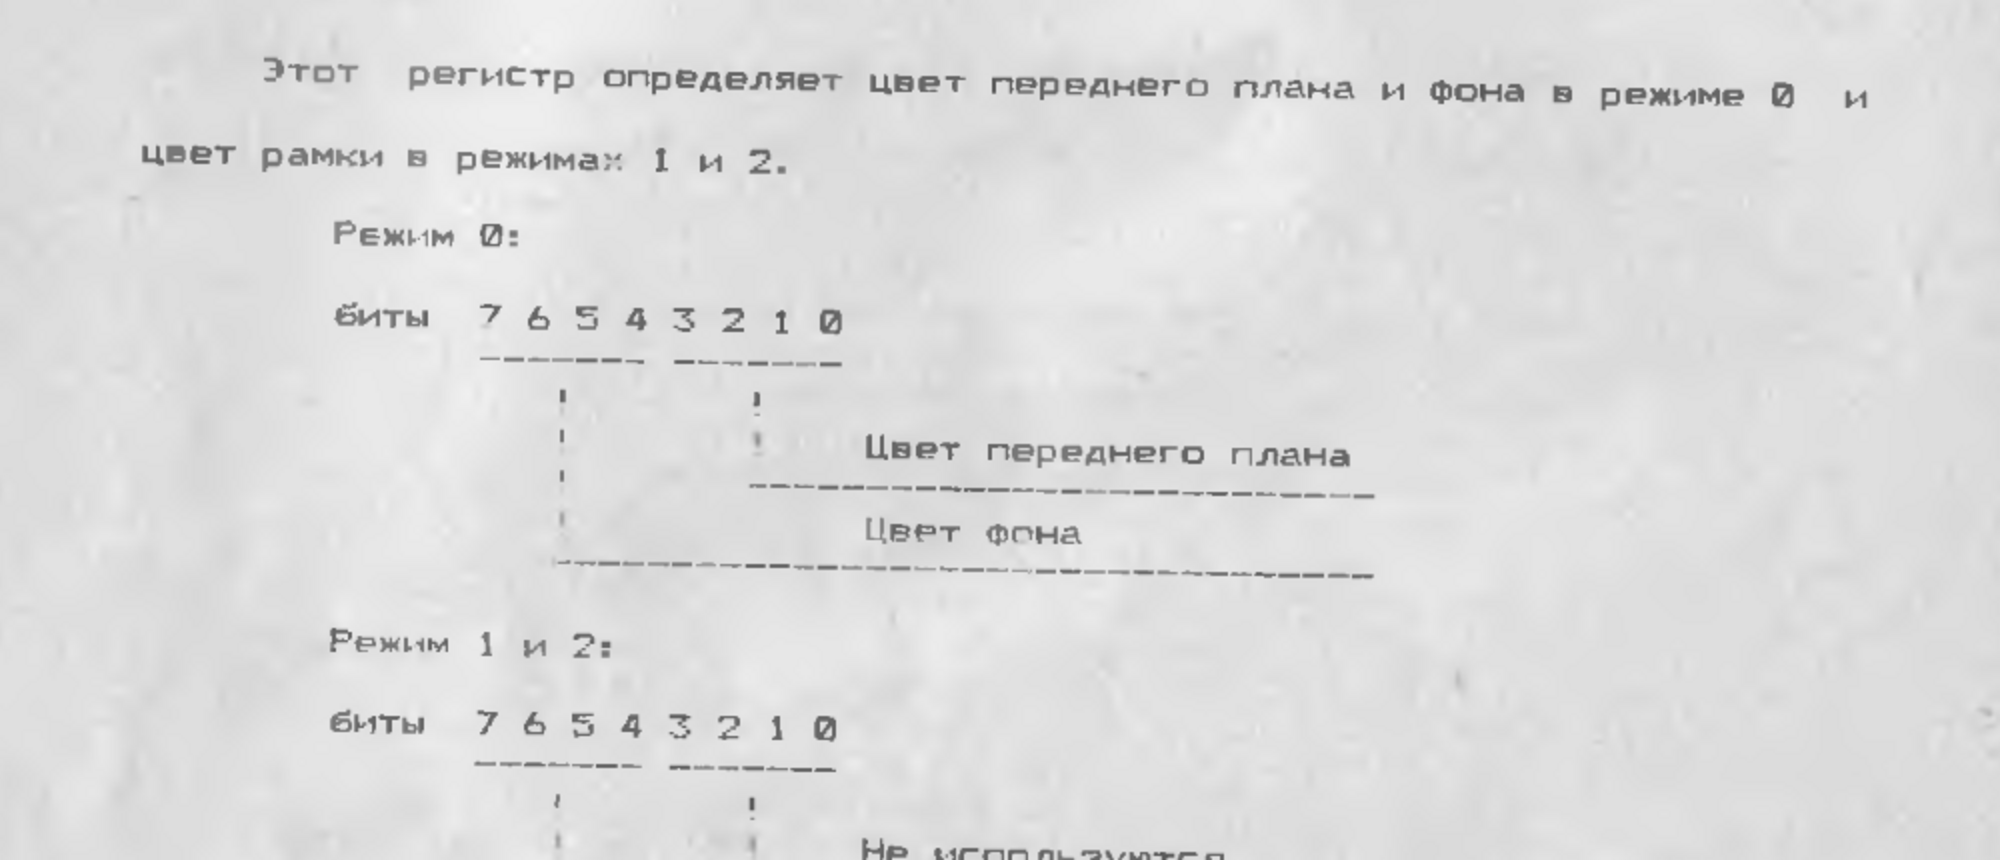 Этот регистр определяет цвет переднего плана и фона в режиме 0 и
цвет рамки в режимах 1 и 2.
Режим 0:
биты 7 6 5 4 3 2 1 0
Цвет переднего плана
Цвет фона
Режим 1 и 2:
биты 7 6 5 4 3 2 1 0
Не используются